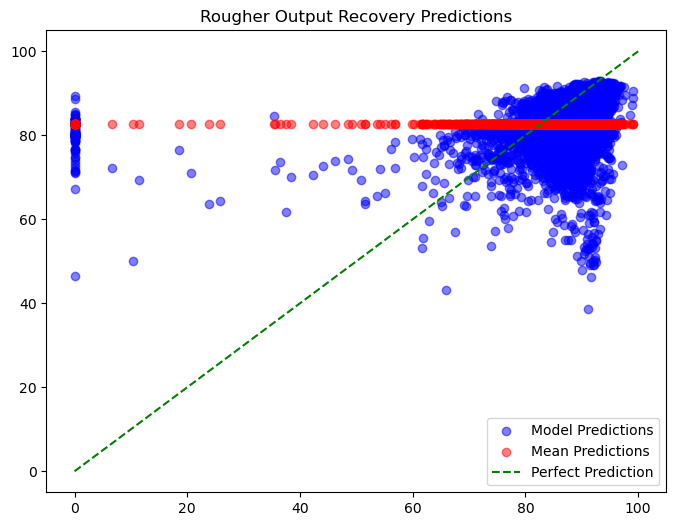 Rougher Output Recovery Predictions
100
80
60
40
20
0
Model Predictions
Mean Predictions
Perfect Prediction
0 20 40 60 80 100